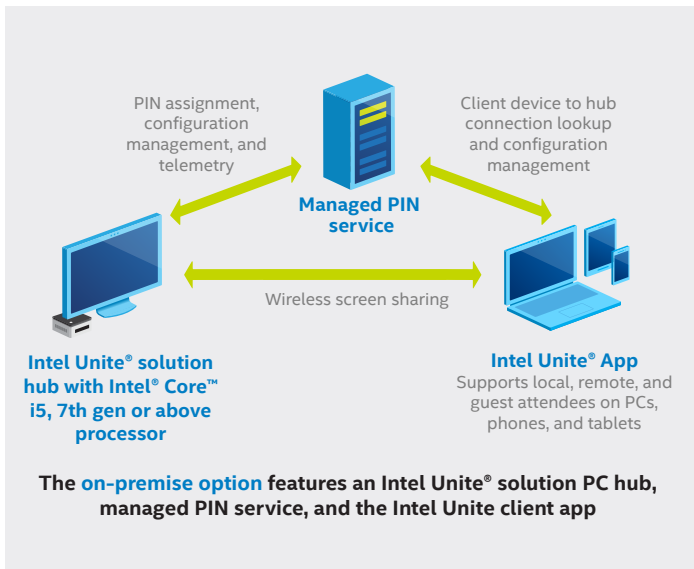 PIN assignment,
configuration
management, and
telemetry
Client device to hub
connection lookup
and configuration
management
Managed PIN
service
Wireless screen sharing
Intel Unite® solution
hub with Intel® Core™
i5, 7th gen or above
processor
Intel Unite® App
Supports local, remote, and
guest attendees on PCs,
phones, and tablets
The on-premise option features an Intel Unite® solution PC hub,
managed PIN service, and the Intel Unite client app